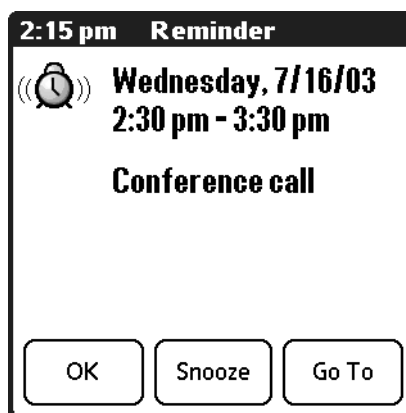 2:15 pm Reminder
Wednesday, 7/16/03
2:30 pm - 3:30 pm
Conference call
OK Snooze Go To